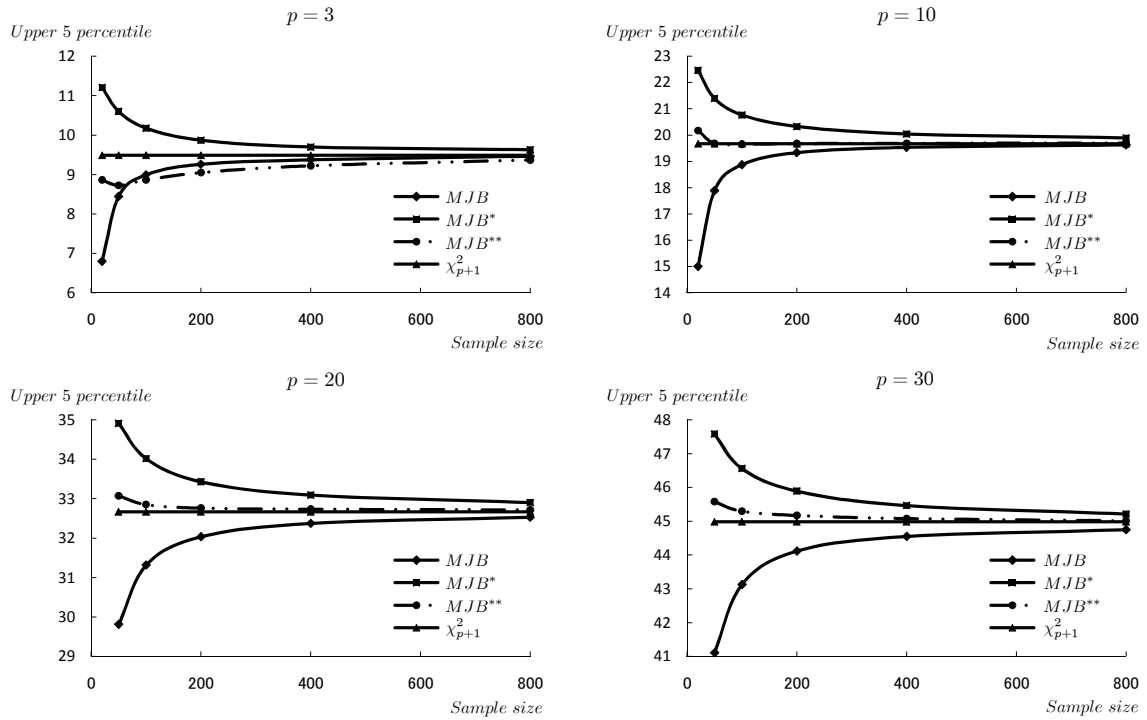 p = 3
Upper 5 percentile
12
11
10
9
8
7
6
0 200 400 600 800
Sample size
MJB
MJB*
MJB**
χ²ₚ₊₁
p = 10
Upper 5 percentile
23
22
21
20
19
18
17
16
15
14
0 200 400 600 800
Sample size
MJB
MJB*
MJB**
χ²ₚ₊₁
p = 20
Upper 5 percentile
35
34
33
32
31
30
29
0 200 400 600 800
Sample size
MJB
MJB*
MJB**
χ²ₚ₊₁
p = 30
Upper 5 percentile
48
47
46
45
44
43
42
41
0 200 400 600 800
Sample size
MJB
MJB*
MJB**
χ²ₚ₊₁